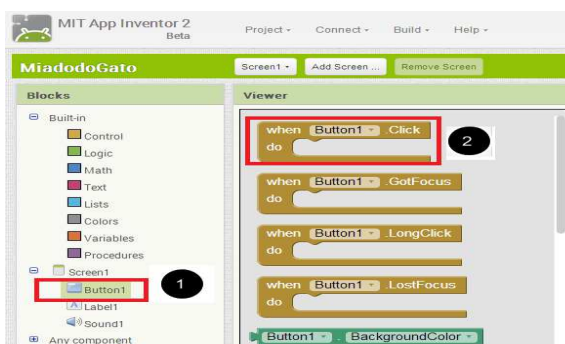 MIT App Inventor 2
Beta
Project Connect Build Help
MiadodoGato
Screen1 Add Screen ... Remove Screen
Blocks
Viewer
Built-in
Control
Logic
Math
Text
Lists
Colors
Variables
Procedures
Screen1
Button1
1
Label1
Sound1
Any component
when Button1 .Click
do
2
when Button1 .GotFocus
do
when Button1 .LongClick
do
when Button1 .LostFocus
do
Button1 . BackgroundColor